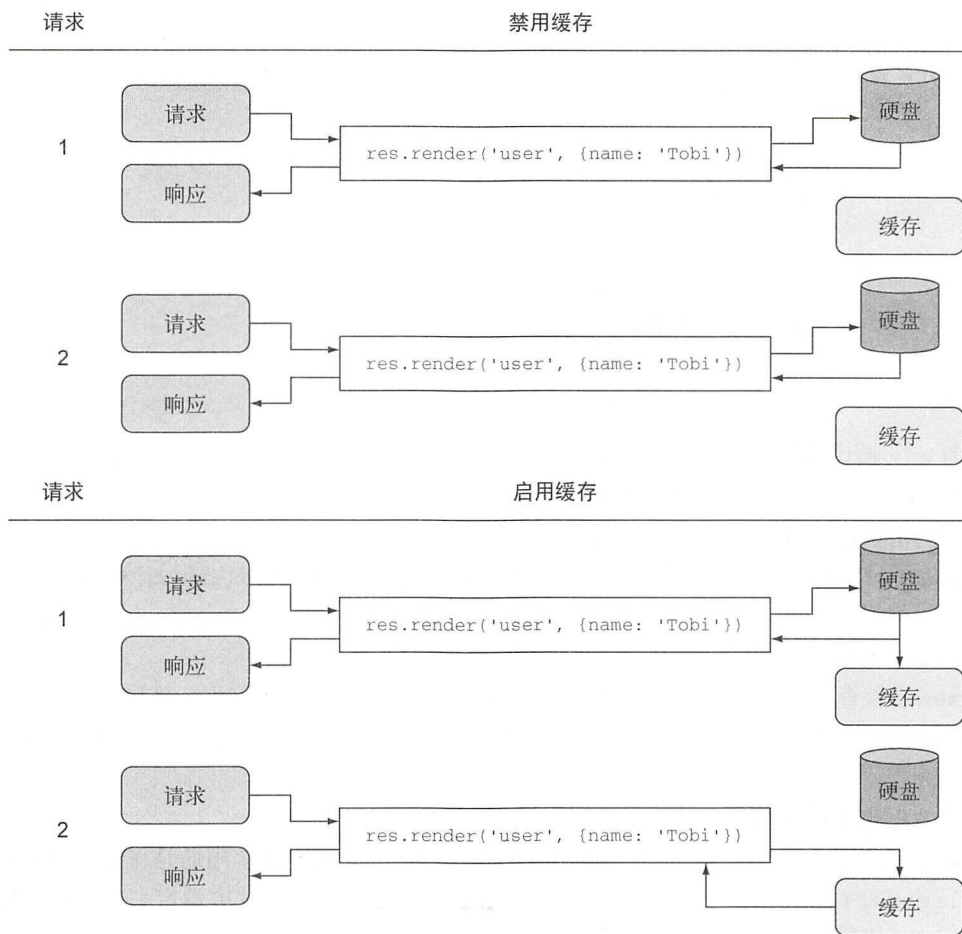 请求 禁用缓存
请求
硬盘
1
res.render('user', {name: 'Tobi'})
响应
缓存
请求
硬盘
2
res.render('user', {name: 'Tobi'})
响应
缓存
请求 启用缓存
请求
硬盘
1
res.render('user', {name: 'Tobi'})
响应
缓存
请求
硬盘
2
res.render('user', {name: 'Tobi'})
响应
缓存